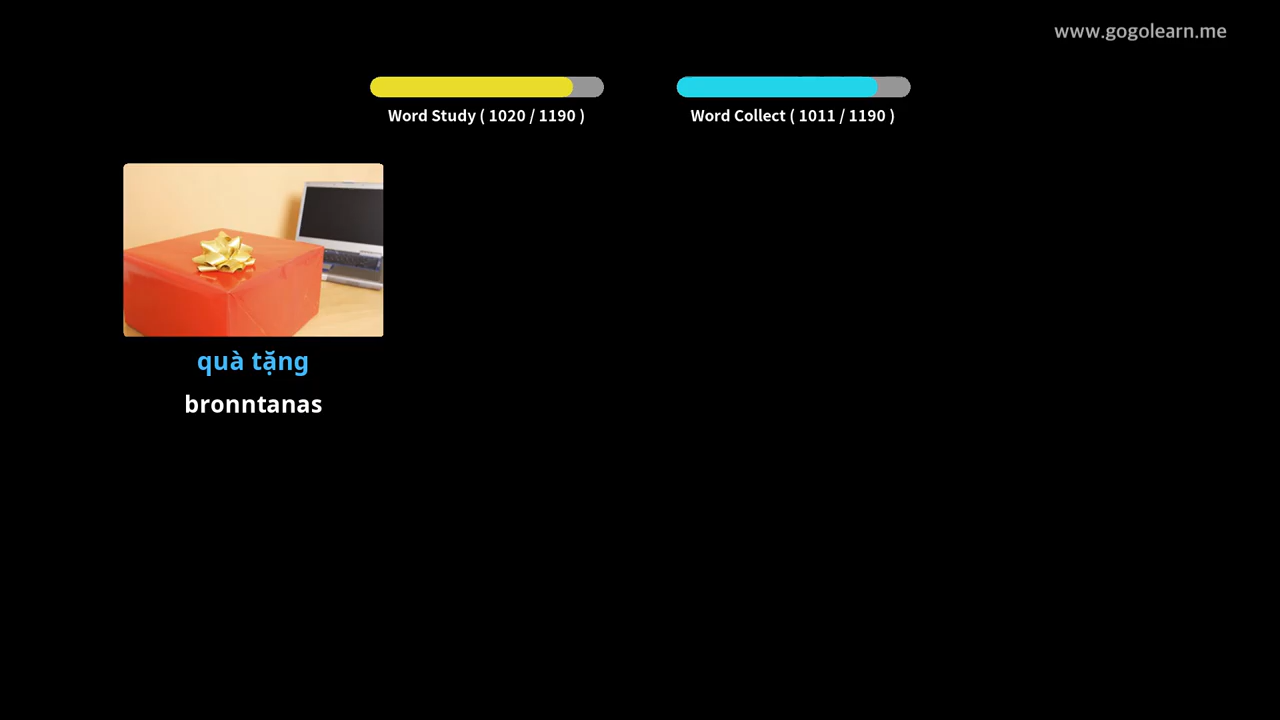 www.gogolearn.me
Word Study ( 1020 / 1190 )
Word Collect ( 1011 / 1190 )
quà tặng
bronntanas